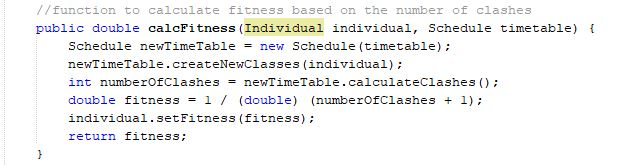 //function to calculate fitness based on the number of clashes
public double calcFitness(Individual individual, Schedule timetable) {
Schedule newTimeTable = new Schedule(timetable);
newTimeTable.createNewClasses(individual);
int numberOfClashes = newTimeTable.calculateClashes();
double fitness = 1 / (double) (numberOfClashes + 1);
individual.setFitness(fitness);
return fitness;
}